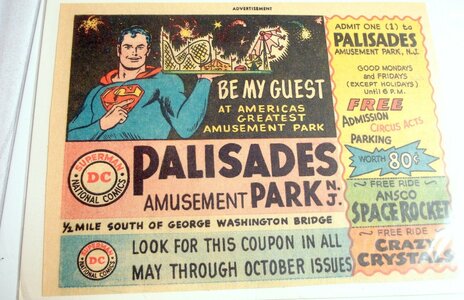 ADVERTISEMENT
BE MY GUEST
AT AMERICAS
GREATEST
AMUSEMENT PARK
SUPERMAN
DC
NATIONAL COMICS
PALISADES
AMUSEMENT PARK N.J.
1/2 MILE SOUTH OF GEORGE WASHINGTON BRIDGE
SUPERMAN
DC
NATIONAL COMICS
LOOK FOR THIS COUPON IN ALL
MAY THROUGH OCTOBER ISSUES
ADMIT ONE (1) to
PALISADES
AMUSEMENT PARK, N.J.
GOOD MONDAYS
and FRIDAYS
(EXCEPT HOLIDAYS)
Until 6 P.M.
FREE
ADMISSION
CIRCUS ACTS
PARKING
WORTH 80¢
FREE RIDE
ANSCO
SPACE ROCKET
FREE RIDE
CRAZY
CRYSTALS